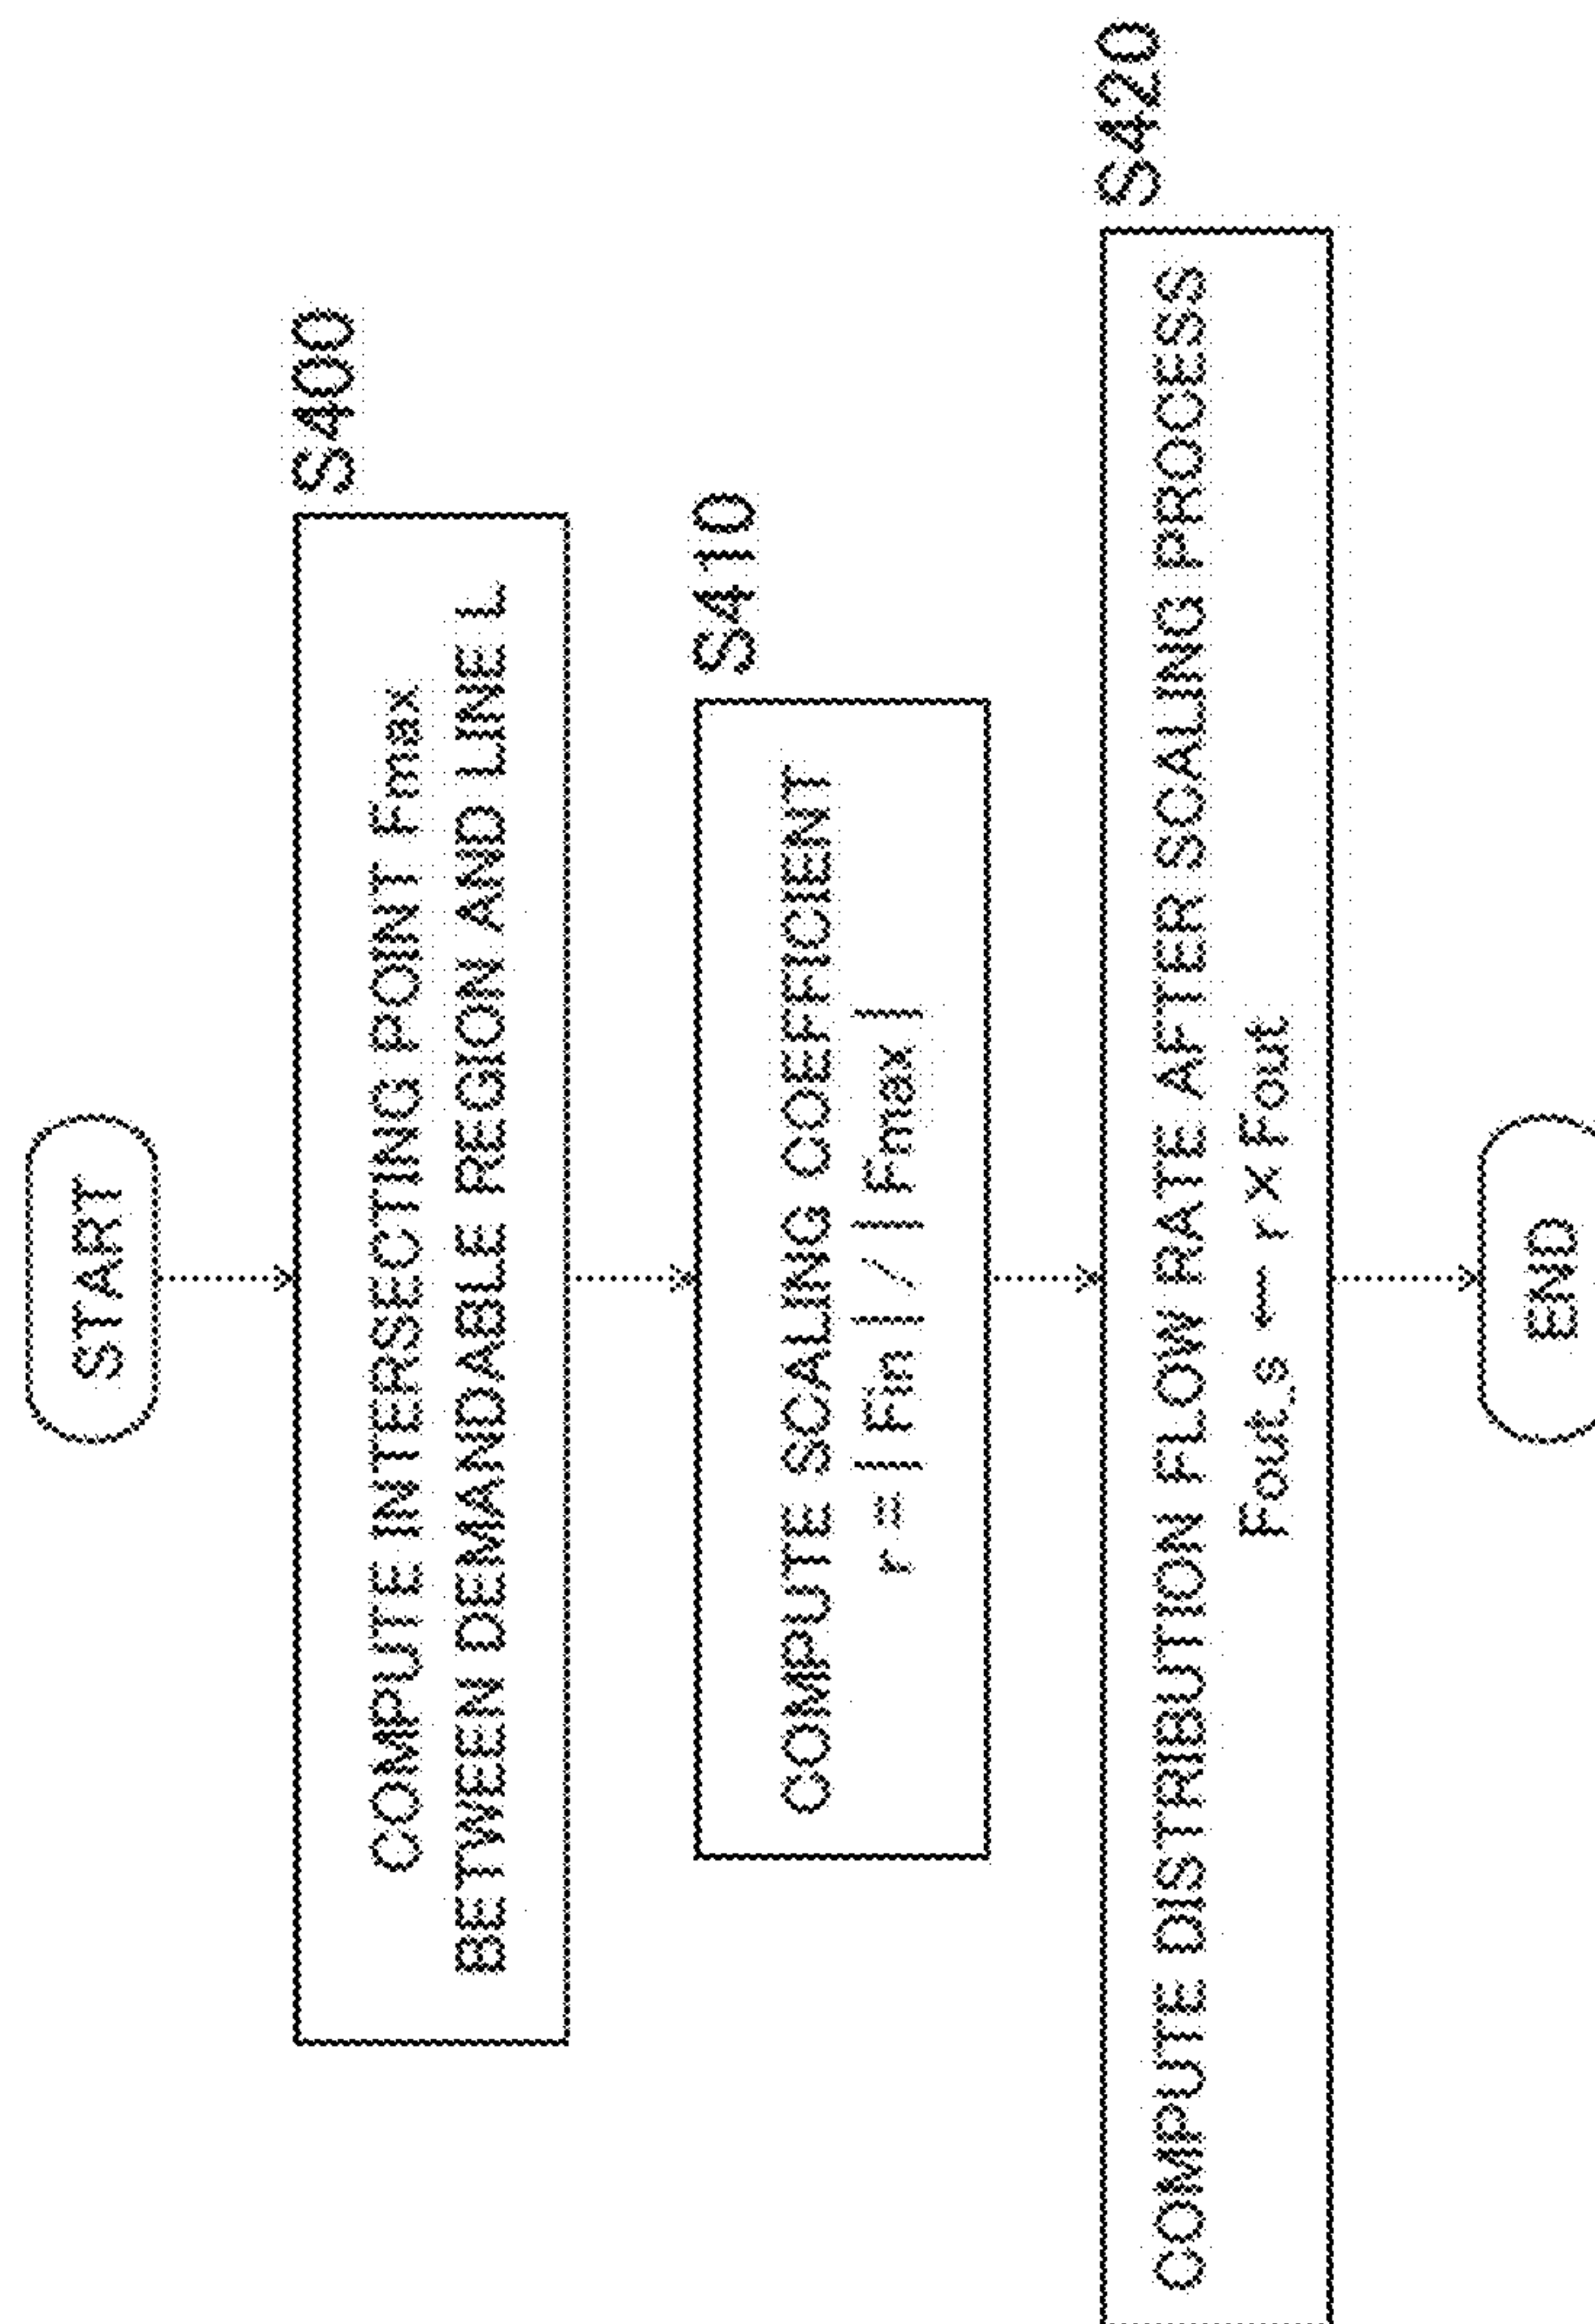 START
S400
COMPUTE INTERSECTING POINT Fmax
BETWEEN DEMANDABLE REGION AND LINE L
S410
COMPUTE SCALING COEFFICIENT
r = | Fin | / | Fmax |
S420
COMPUTE DISTRIBUTION FLOW RATE AFTER SCALING PROCESS
Fout_s ← r × Fout
END